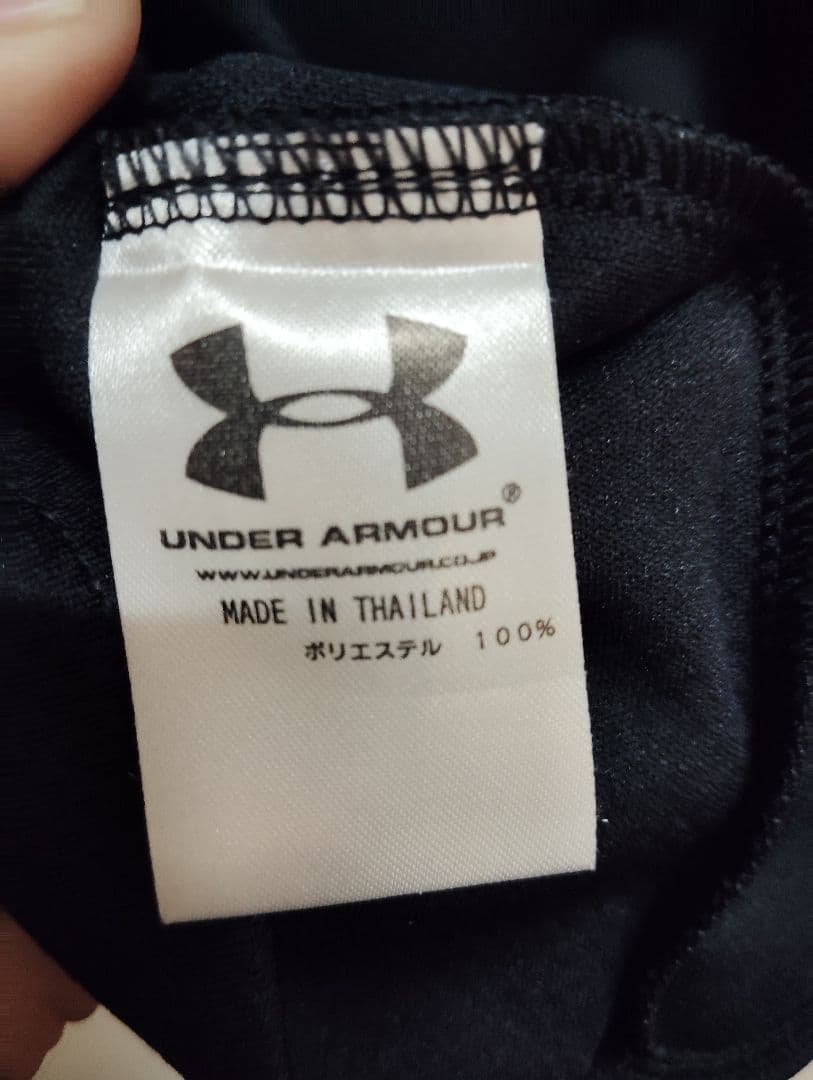 UNDER ARMOUR®
WWW.UNDERARMOUR.CO.JP
MADE IN THAILAND
ポリエステル 100%